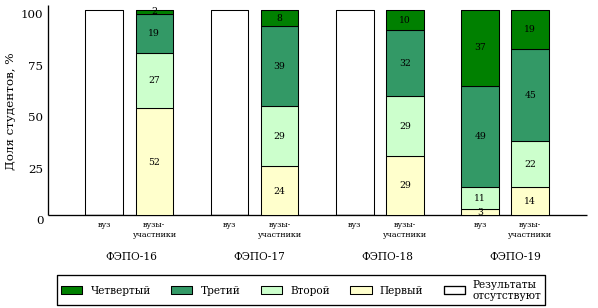 Доля студентов, %
100
75
50
25
0
2
19
27
52
8
39
29
24
10
32
29
29
37
49
11
3
19
45
22
14
вуз
вузы-
участники
вуз
вузы-
участники
вуз
вузы-
участники
вуз
вузы-
участники
ФЭПО-16
ФЭПО-17
ФЭПО-18
ФЭПО-19
Четвертый
Третий
Второй
Первый
Результаты
отсутствуют